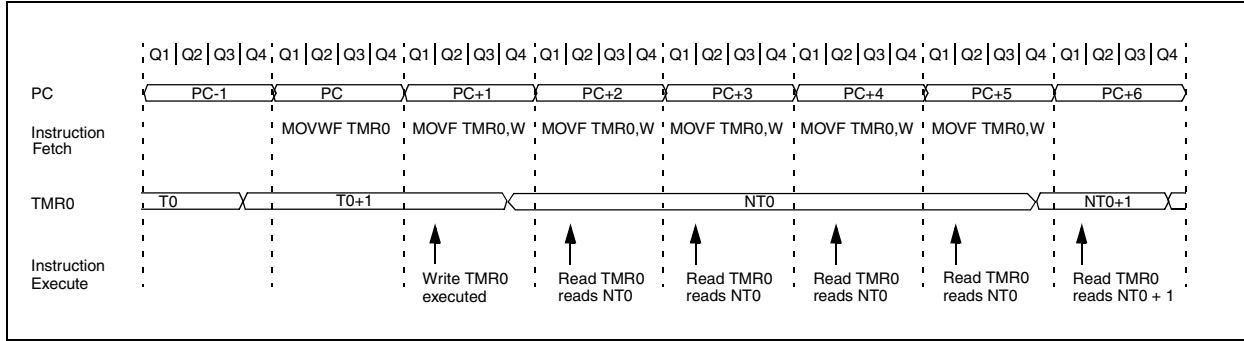 Q1 Q2 Q3 Q4 Q1 Q2 Q3 Q4 Q1 Q2 Q3 Q4 Q1 Q2 Q3 Q4 Q1 Q2 Q3 Q4 Q1 Q2 Q3 Q4 Q1 Q2 Q3 Q4 Q1 Q2 Q3 Q4
PC PC-1 PC PC+1 PC+2 PC+3 PC+4 PC+5 PC+6
Instruction
Fetch
MOVWF TMR0 MOVF TMR0,W MOVF TMR0,W MOVF TMR0,W MOVF TMR0,W MOVF TMR0,W
TMR0 T0 T0+1 NT0 NT0+1
Instruction
Execute
Write TMR0
executed
Read TMR0
reads NT0
Read TMR0
reads NT0
Read TMR0
reads NT0
Read TMR0
reads NT0
Read TMR0
reads NT0 + 1